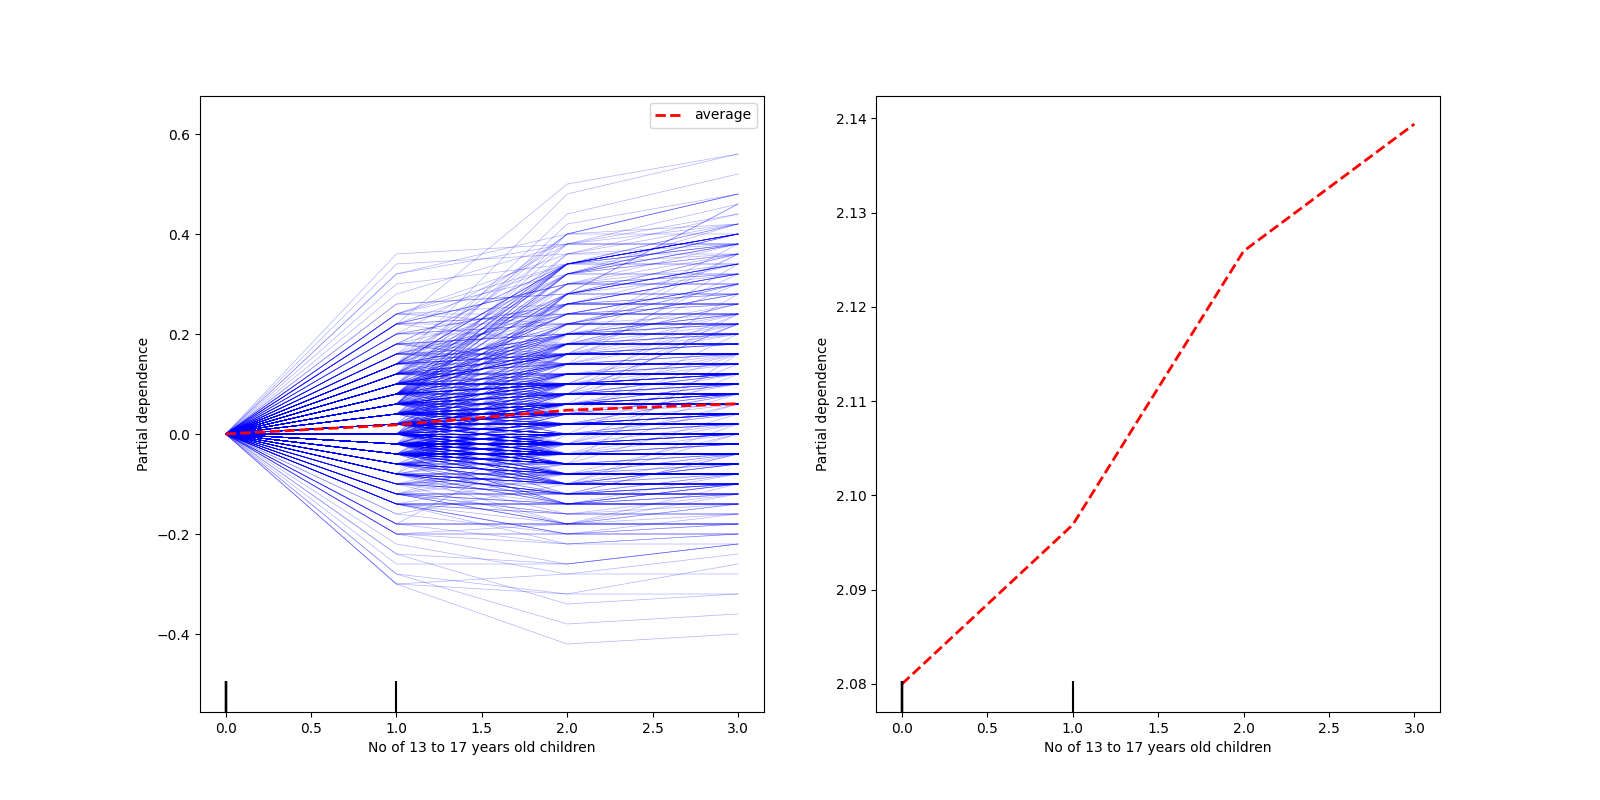 average
0.6
0.4
0.2
0.0
−0.2
−0.4
Partial dependence
0.0 0.5 1.0 1.5 2.0 2.5 3.0
No of 13 to 17 years old children
2.14
2.13
2.12
2.11
2.10
2.09
2.08
Partial dependence
0.0 0.5 1.0 1.5 2.0 2.5 3.0
No of 13 to 17 years old children